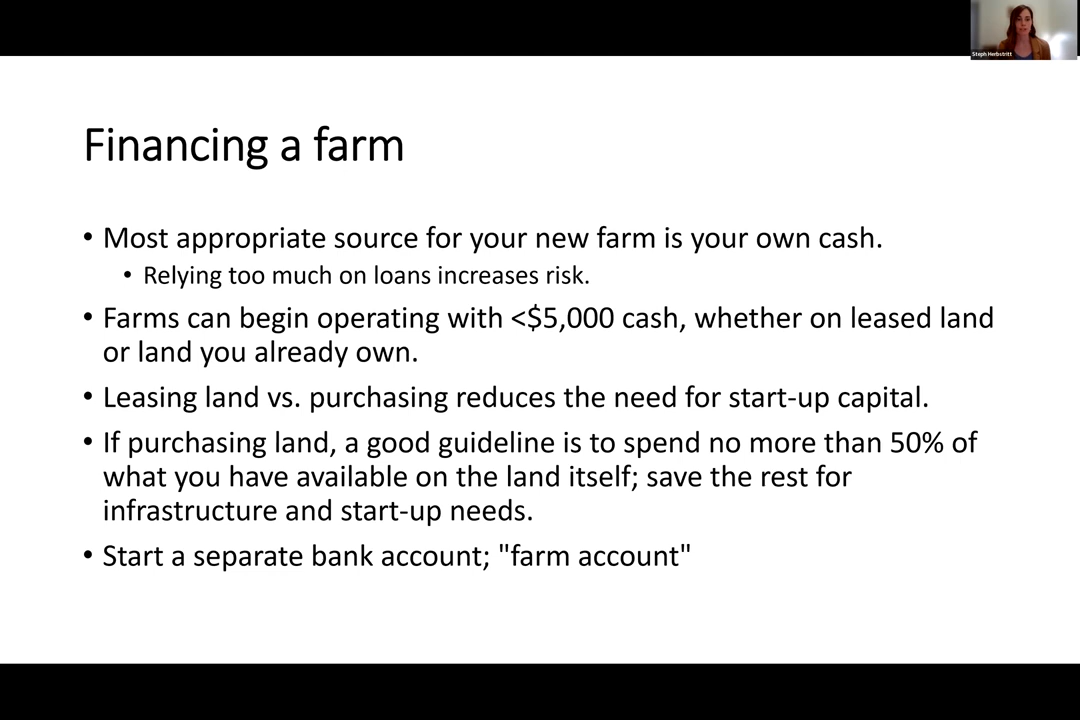 Steph Herbstritt
Financing a farm
• Most appropriate source for your new farm is your own cash.
• Relying too much on loans increases risk.
• Farms can begin operating with <$5,000 cash, whether on leased land
or land you already own.
• Leasing land vs. purchasing reduces the need for start-up capital.
• If purchasing land, a good guideline is to spend no more than 50% of
what you have available on the land itself; save the rest for
infrastructure and start-up needs.
• Start a separate bank account; "farm account"